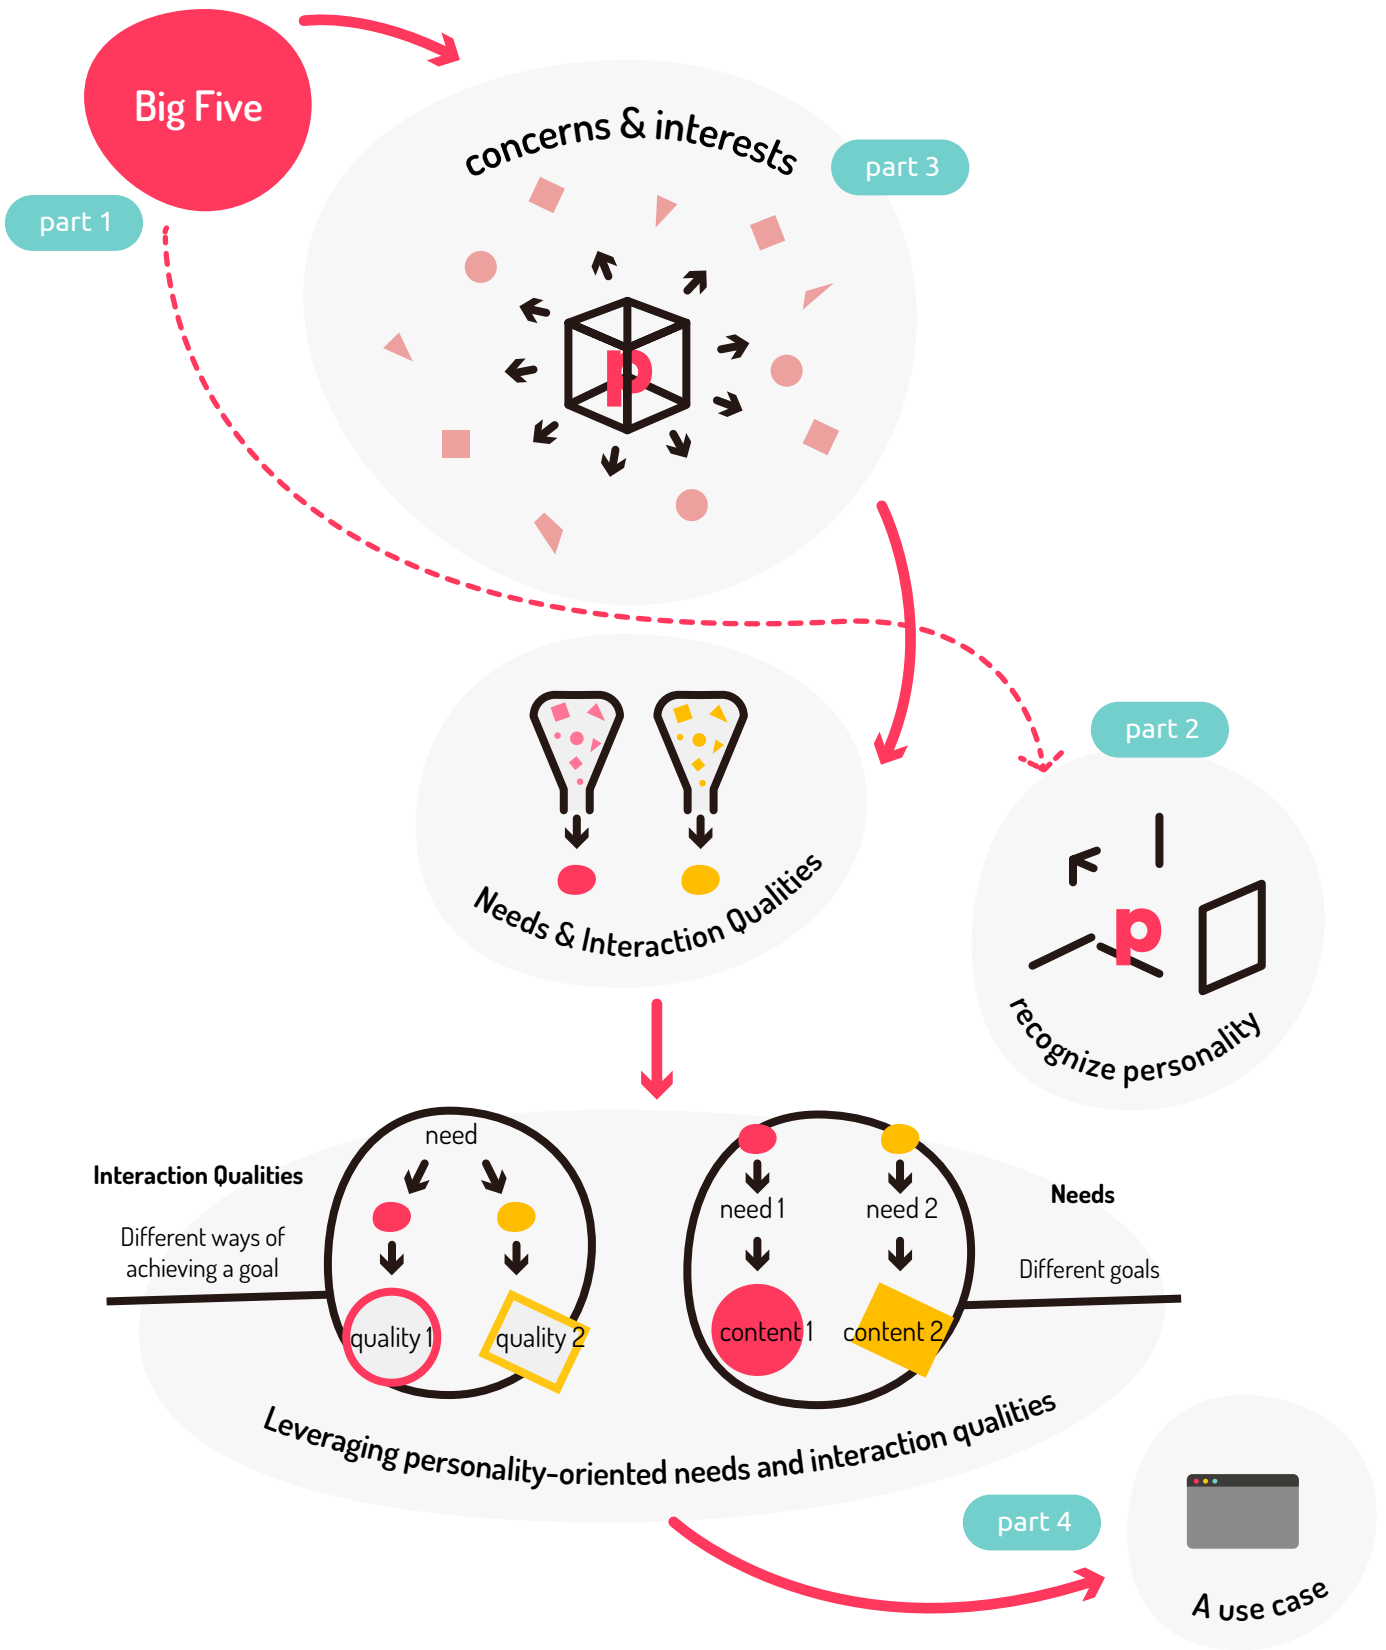 Big Five
part 1
concerns & interests
part 3
p
Needs & Interaction Qualities
part 2
p
recognize personality
Interaction Qualities
Different ways of
achieving a goal
need
quality 1
quality 2
need 1
need 2
content 1
content 2
Needs
Different goals
Leveraging personality-oriented needs and interaction qualities
part 4
A use case